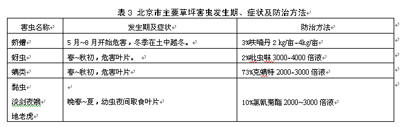 表 3 北京市主要草坪害虫发生期、症状及防治方法
害虫名称 发生期及症状 防治方法
蛴螬 5 月~6 月开始危害，冬季在土中越冬。 3%呋喃丹 2 kg/亩~4kg/亩
蚜虫 春~秋初，危害叶片。 2%吡虫啉 3000-4000 倍液
螨类 春~秋初，危害叶片 73%克螨特 2000~3000 倍液
黏虫
淡剑夜蛾 晚春~夏，幼虫夜间取食叶片 10%氯氰菊酯 2000~3000 倍液
地老虎